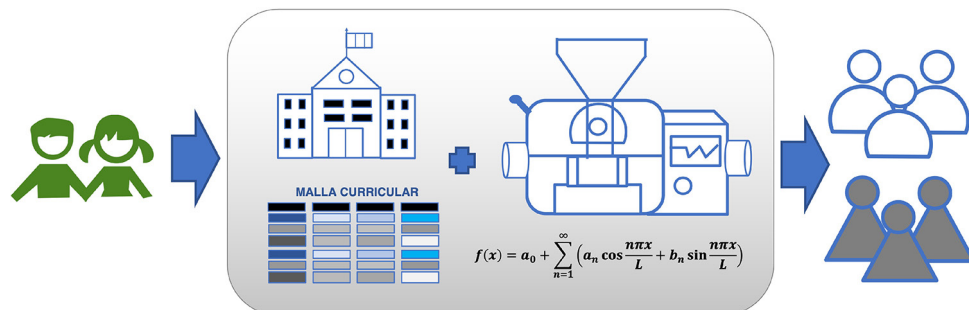 MALLA CURRICULAR
f(x) = a₀ + ∑_{n=1}^{∞} (aₙ cos nπx/L + bₙ sin nπx/L)